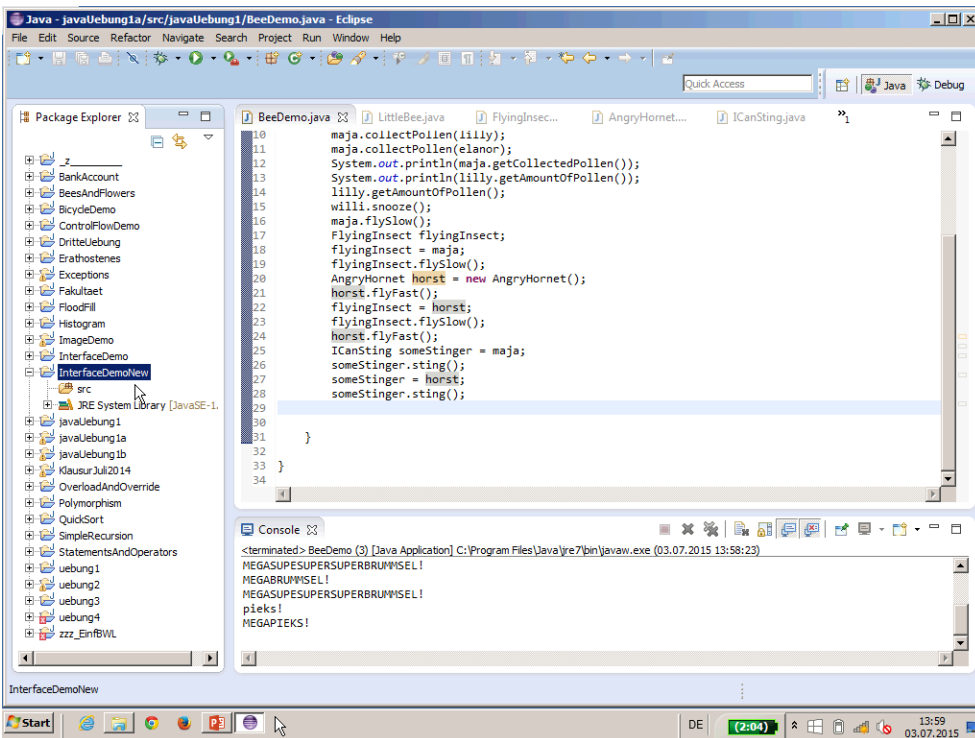 Java - javaUebung1a/src/javaUebung1/BeeDemo.java - Eclipse
File Edit Source Refactor Navigate Search Project Run Window Help
Quick Access
Java
Debug
Package Explorer
_z_________
BankAccount
BeesAndFlowers
BicycleDemo
ControlFlowDemo
DritteUebung
Erathostenes
Exceptions
Fakultaet
FloodFill
Histogram
ImageDemo
InterfaceDemo
InterfaceDemoNew
src
JRE System Library [JavaSE-1.
javaUebung1
javaUebung1a
javaUebung1b
KlausurJuli2014
OverloadAndOverride
Polymorphism
QuickSort
SimpleRecursion
StatementsAndOperators
uebung1
uebung2
uebung3
uebung4
zzz_EinfBWL
BeeDemo.java
LittleBee.java
FlyingInsec...
AngryHornet....
ICanSting.java
»1
10 maja.collectPollen(lilly);
11 maja.collectPollen(elanor);
12 System.out.println(maja.getCollectedPollen());
13 System.out.println(lilly.getAmountOfPollen());
14 lilly.getAmountOfPollen();
15 willi.snooze();
16 maja.flySlow();
17 FlyingInsect flyingInsect;
18 flyingInsect = maja;
19 flyingInsect.flySlow();
20 AngryHornet horst = new AngryHornet();
21 horst.flyFast();
22 flyingInsect = horst;
23 flyingInsect.flySlow();
24 horst.flyFast();
25 ICanSting someStinger = maja;
26 someStinger.sting();
27 someStinger = horst;
28 someStinger.sting();
29
30
31 }
32
33 }
34
Console
<terminated> BeeDemo (3) [Java Application] C:\Program Files\Java\jre7\bin\javaw.exe (03.07.2015 13:58:23)
MEGASUPESUPERSUPERBRUMMSEL!
MEGABRUMMSEL!
MEGASUPESUPERSUPERBRUMMSEL!
pieks!
MEGAPIEKS!
InterfaceDemoNew
Start
DE
(2:04)
13:59
03.07.2015